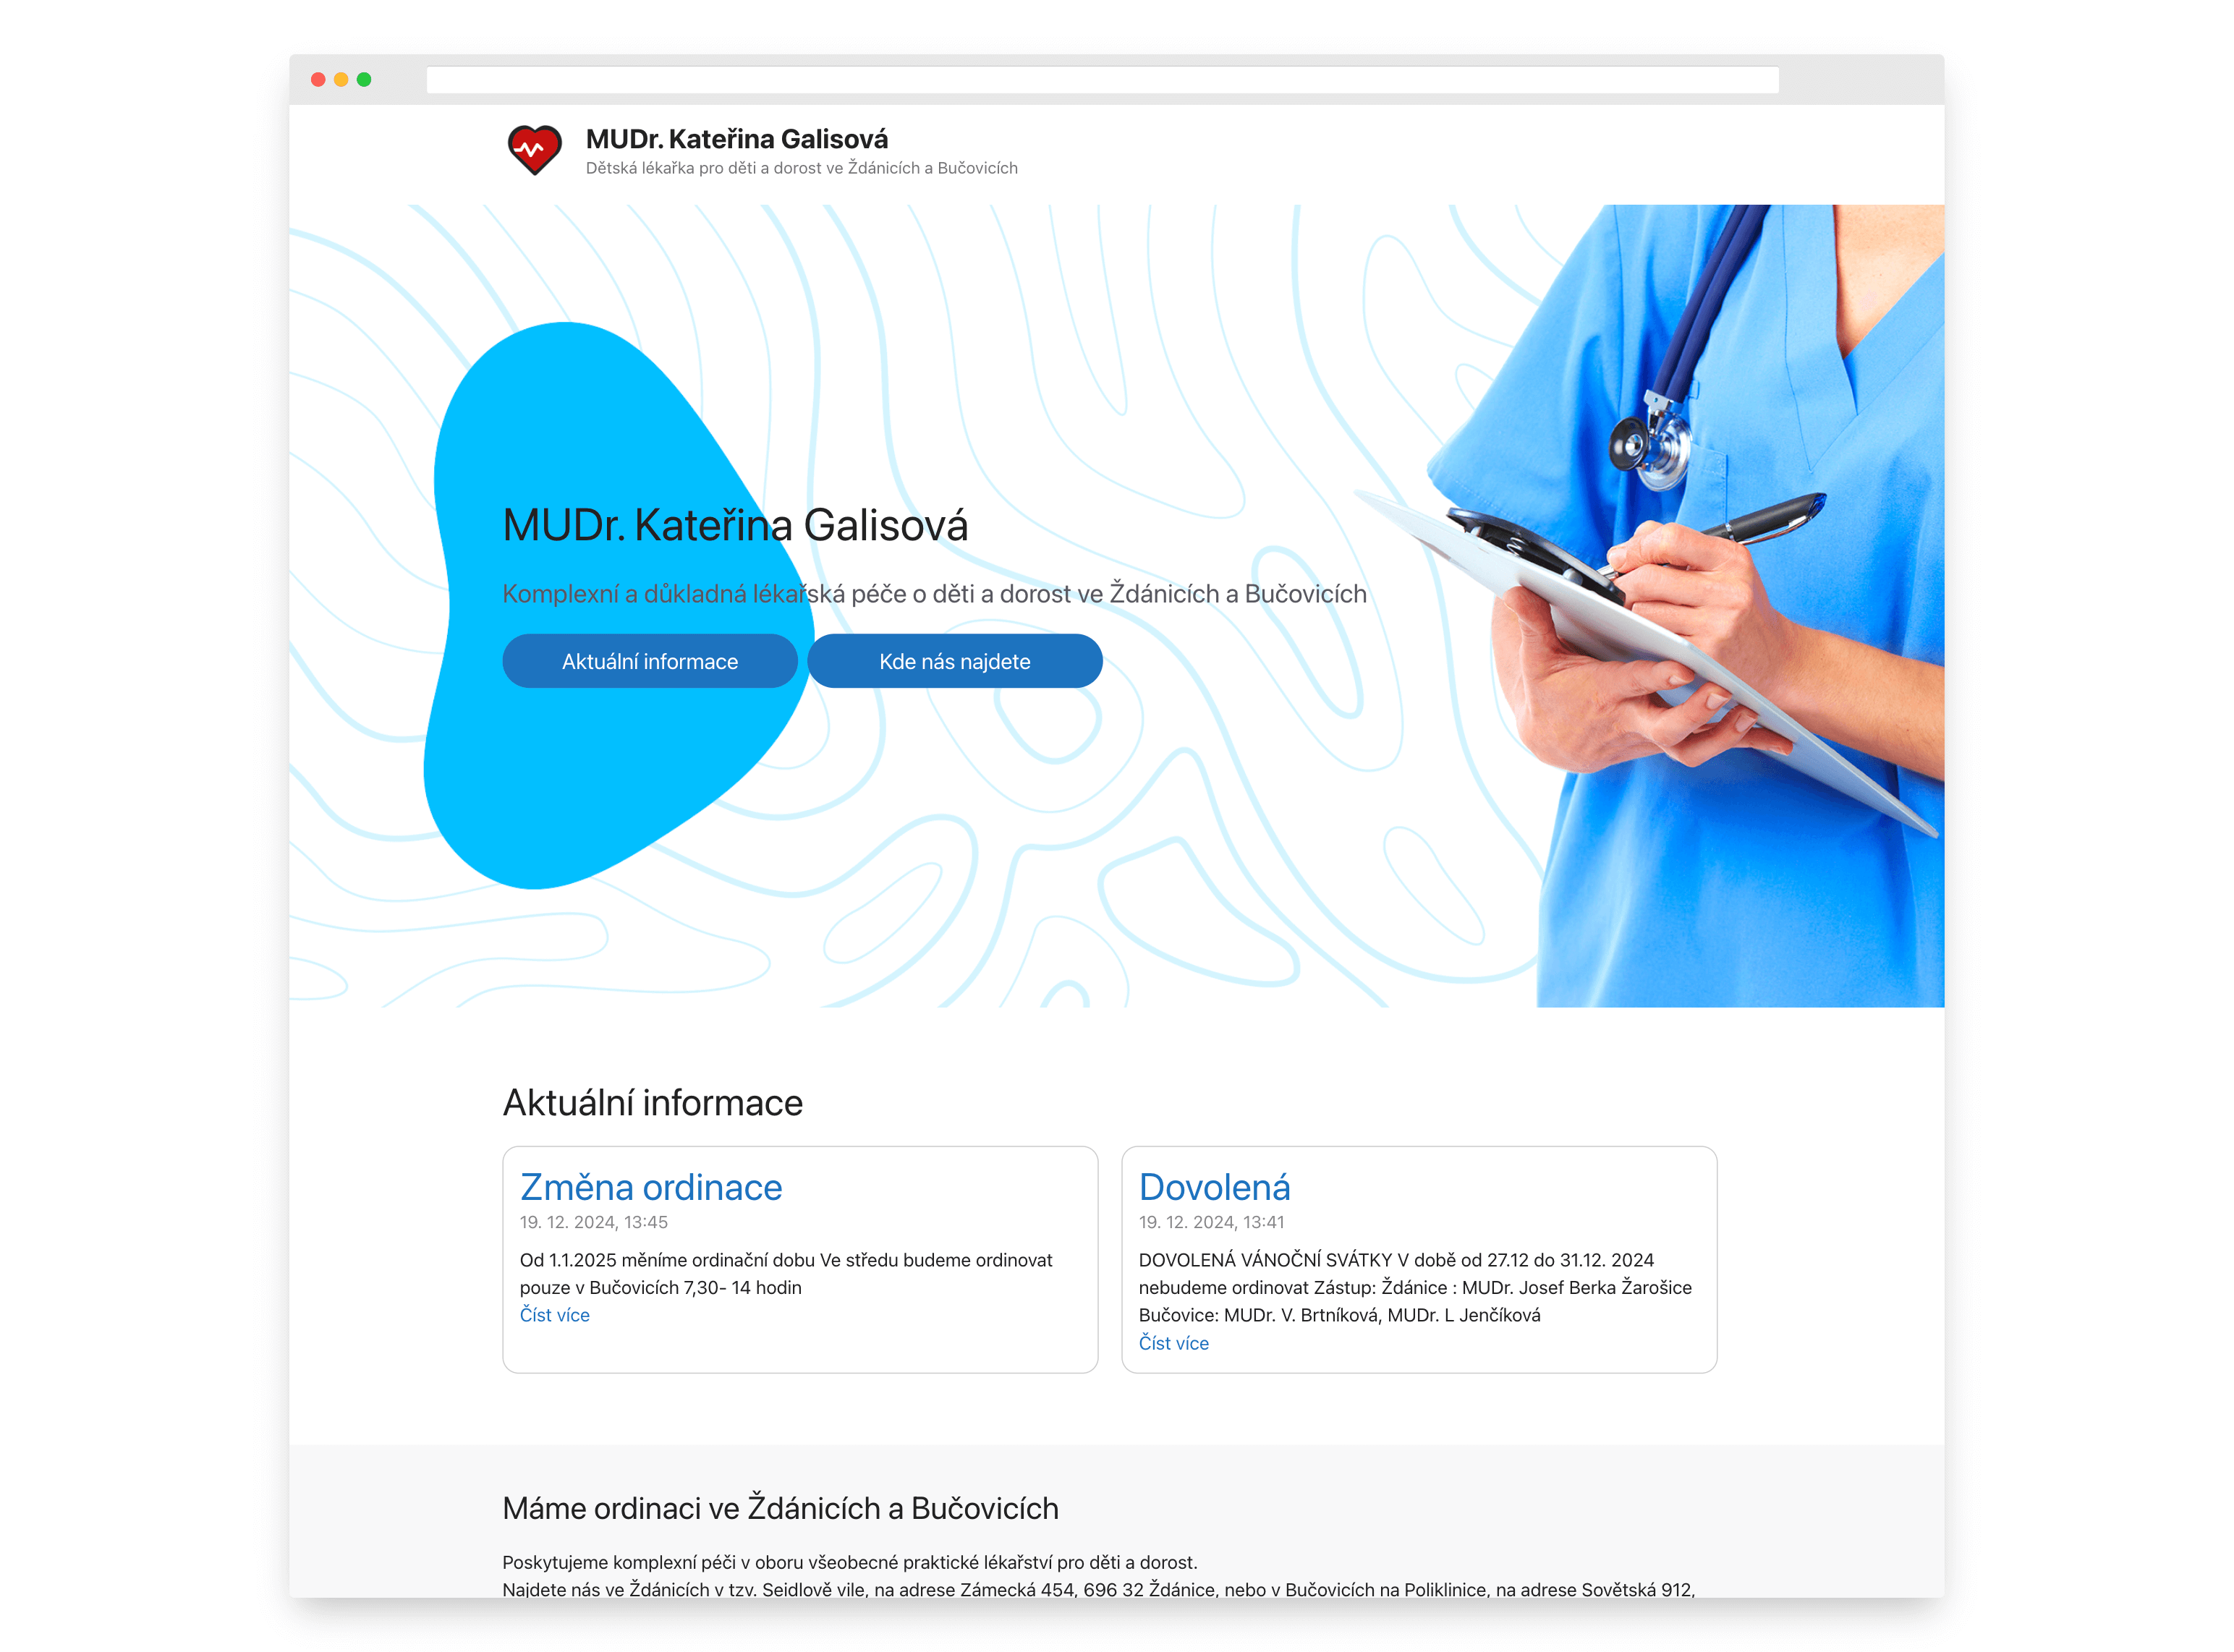 MUDr. Kateřina Galisová
Dětská lékařka pro děti a dorost ve Ždánicích a Bučovicích
MUDr. Kateřina Galisová
Komplexní a důkladná lékařská péče o děti a dorost ve Ždánicích a Bučovicích
Aktuální informace
Kde nás najdete
Aktuální informace
Změna ordinace
19. 12. 2024, 13:45
Od 1.1.2025 měníme ordinační dobu Ve středu budeme ordinovat
pouze v Bučovicích 7,30- 14 hodin
Číst více
Dovolená
19. 12. 2024, 13:41
DOVOLENÁ VÁNOČNÍ SVÁTKY V době od 27.12 do 31.12. 2024
nebudeme ordinovat Zástup: Ždánice : MUDr. Josef Berka Žarošice
Bučovice: MUDr. V. Brtníková, MUDr. L Jenčíková
Číst více
Máme ordinaci ve Ždánicích a Bučovicích
Poskytujeme komplexní péči v oboru všeobecné praktické lékařství pro děti a dorost.
Najdete nás ve Ždánicích v tzv. Seidlově vile, na adrese Zámecká 454, 696 32 Ždánice, nebo v Bučovicích na Poliklinice, na adrese Sovětská 912,